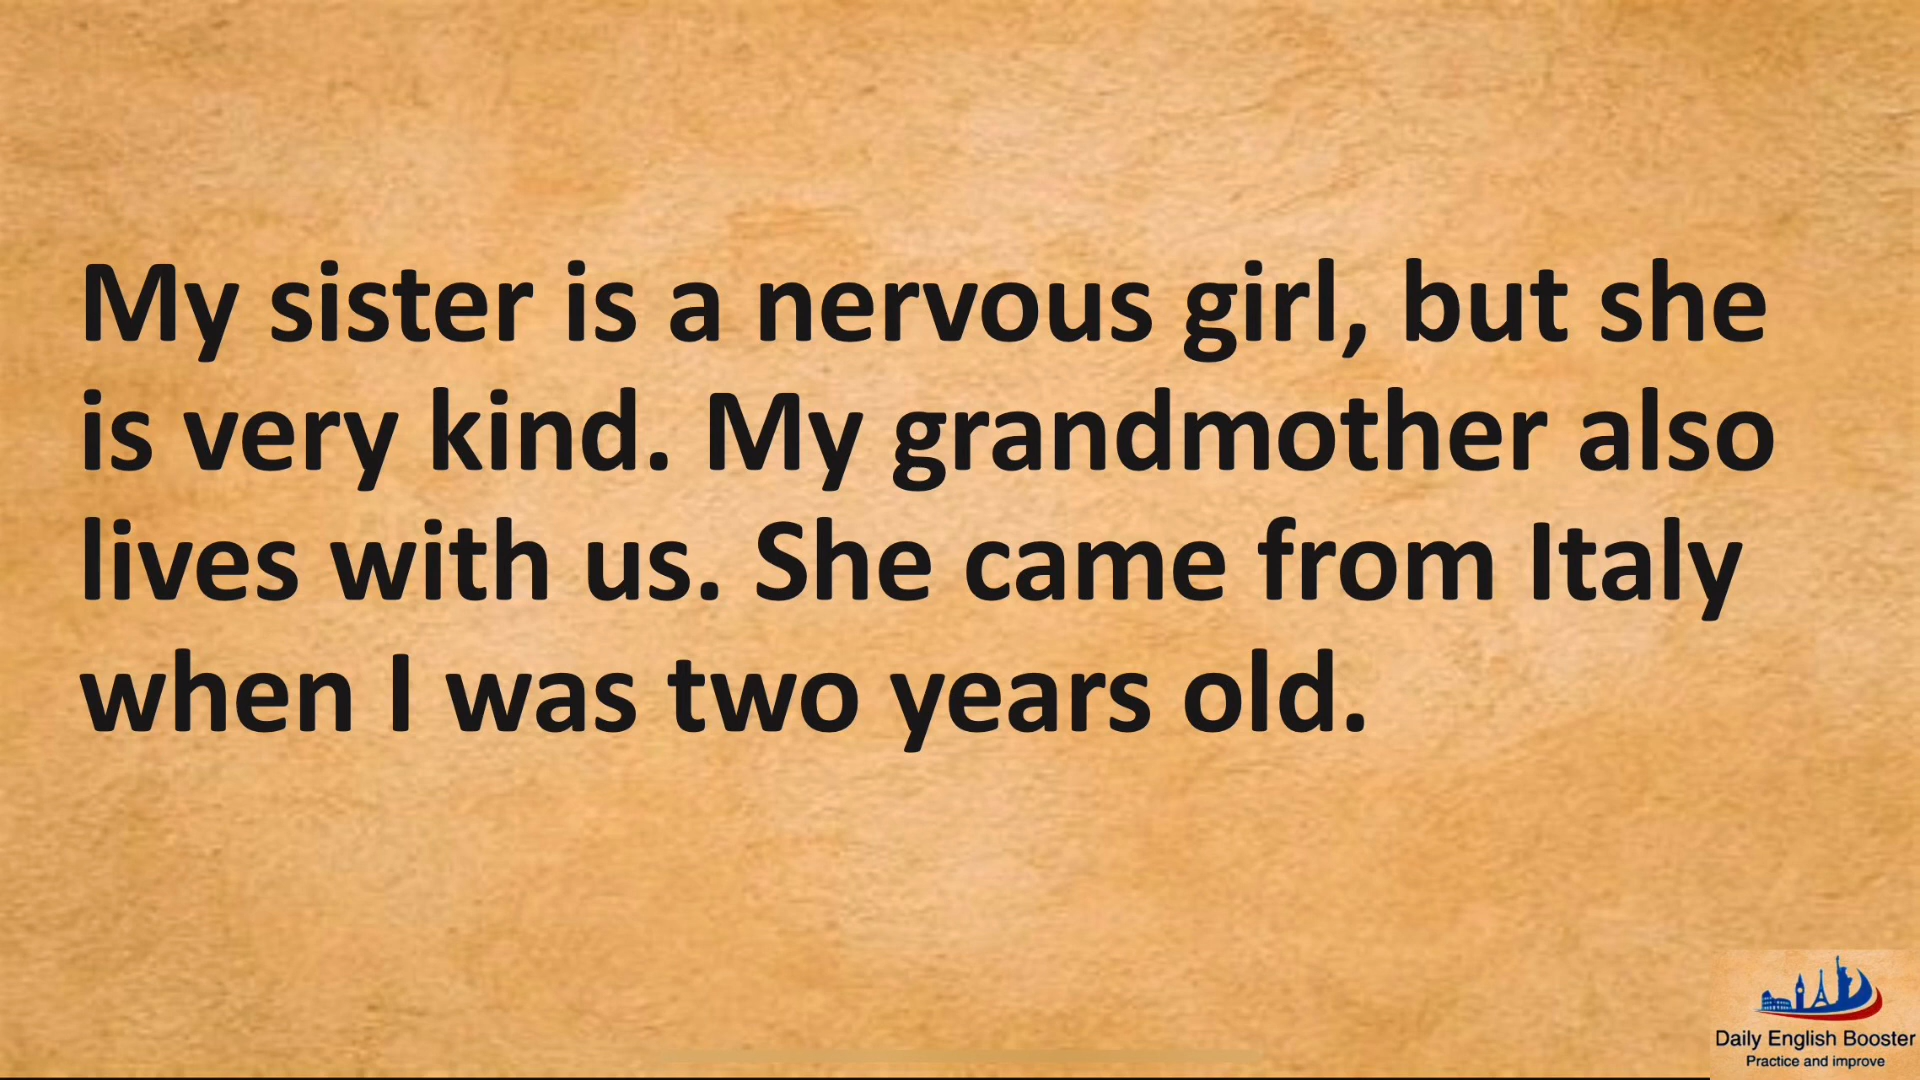 My sister is a nervous girl, but she
is very kind. My grandmother also
lives with us. She came from Italy
when I was two years old.
Daily English Booster
Practice and improve